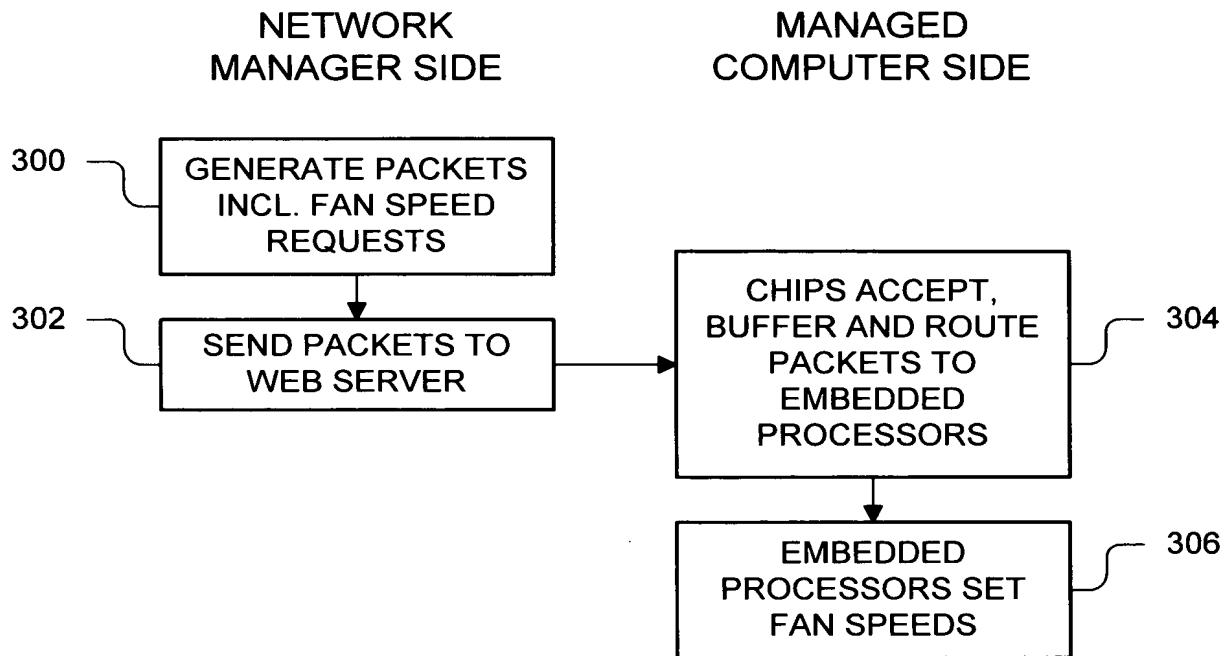 NETWORK
MANAGER SIDE
MANAGED
COMPUTER SIDE
300
GENERATE PACKETS
INCL. FAN SPEED
REQUESTS
302
SEND PACKETS TO
WEB SERVER
CHIPS ACCEPT,
BUFFER AND ROUTE
PACKETS TO
EMBEDDED
PROCESSORS
304
EMBEDDED
PROCESSORS SET
FAN SPEEDS
306